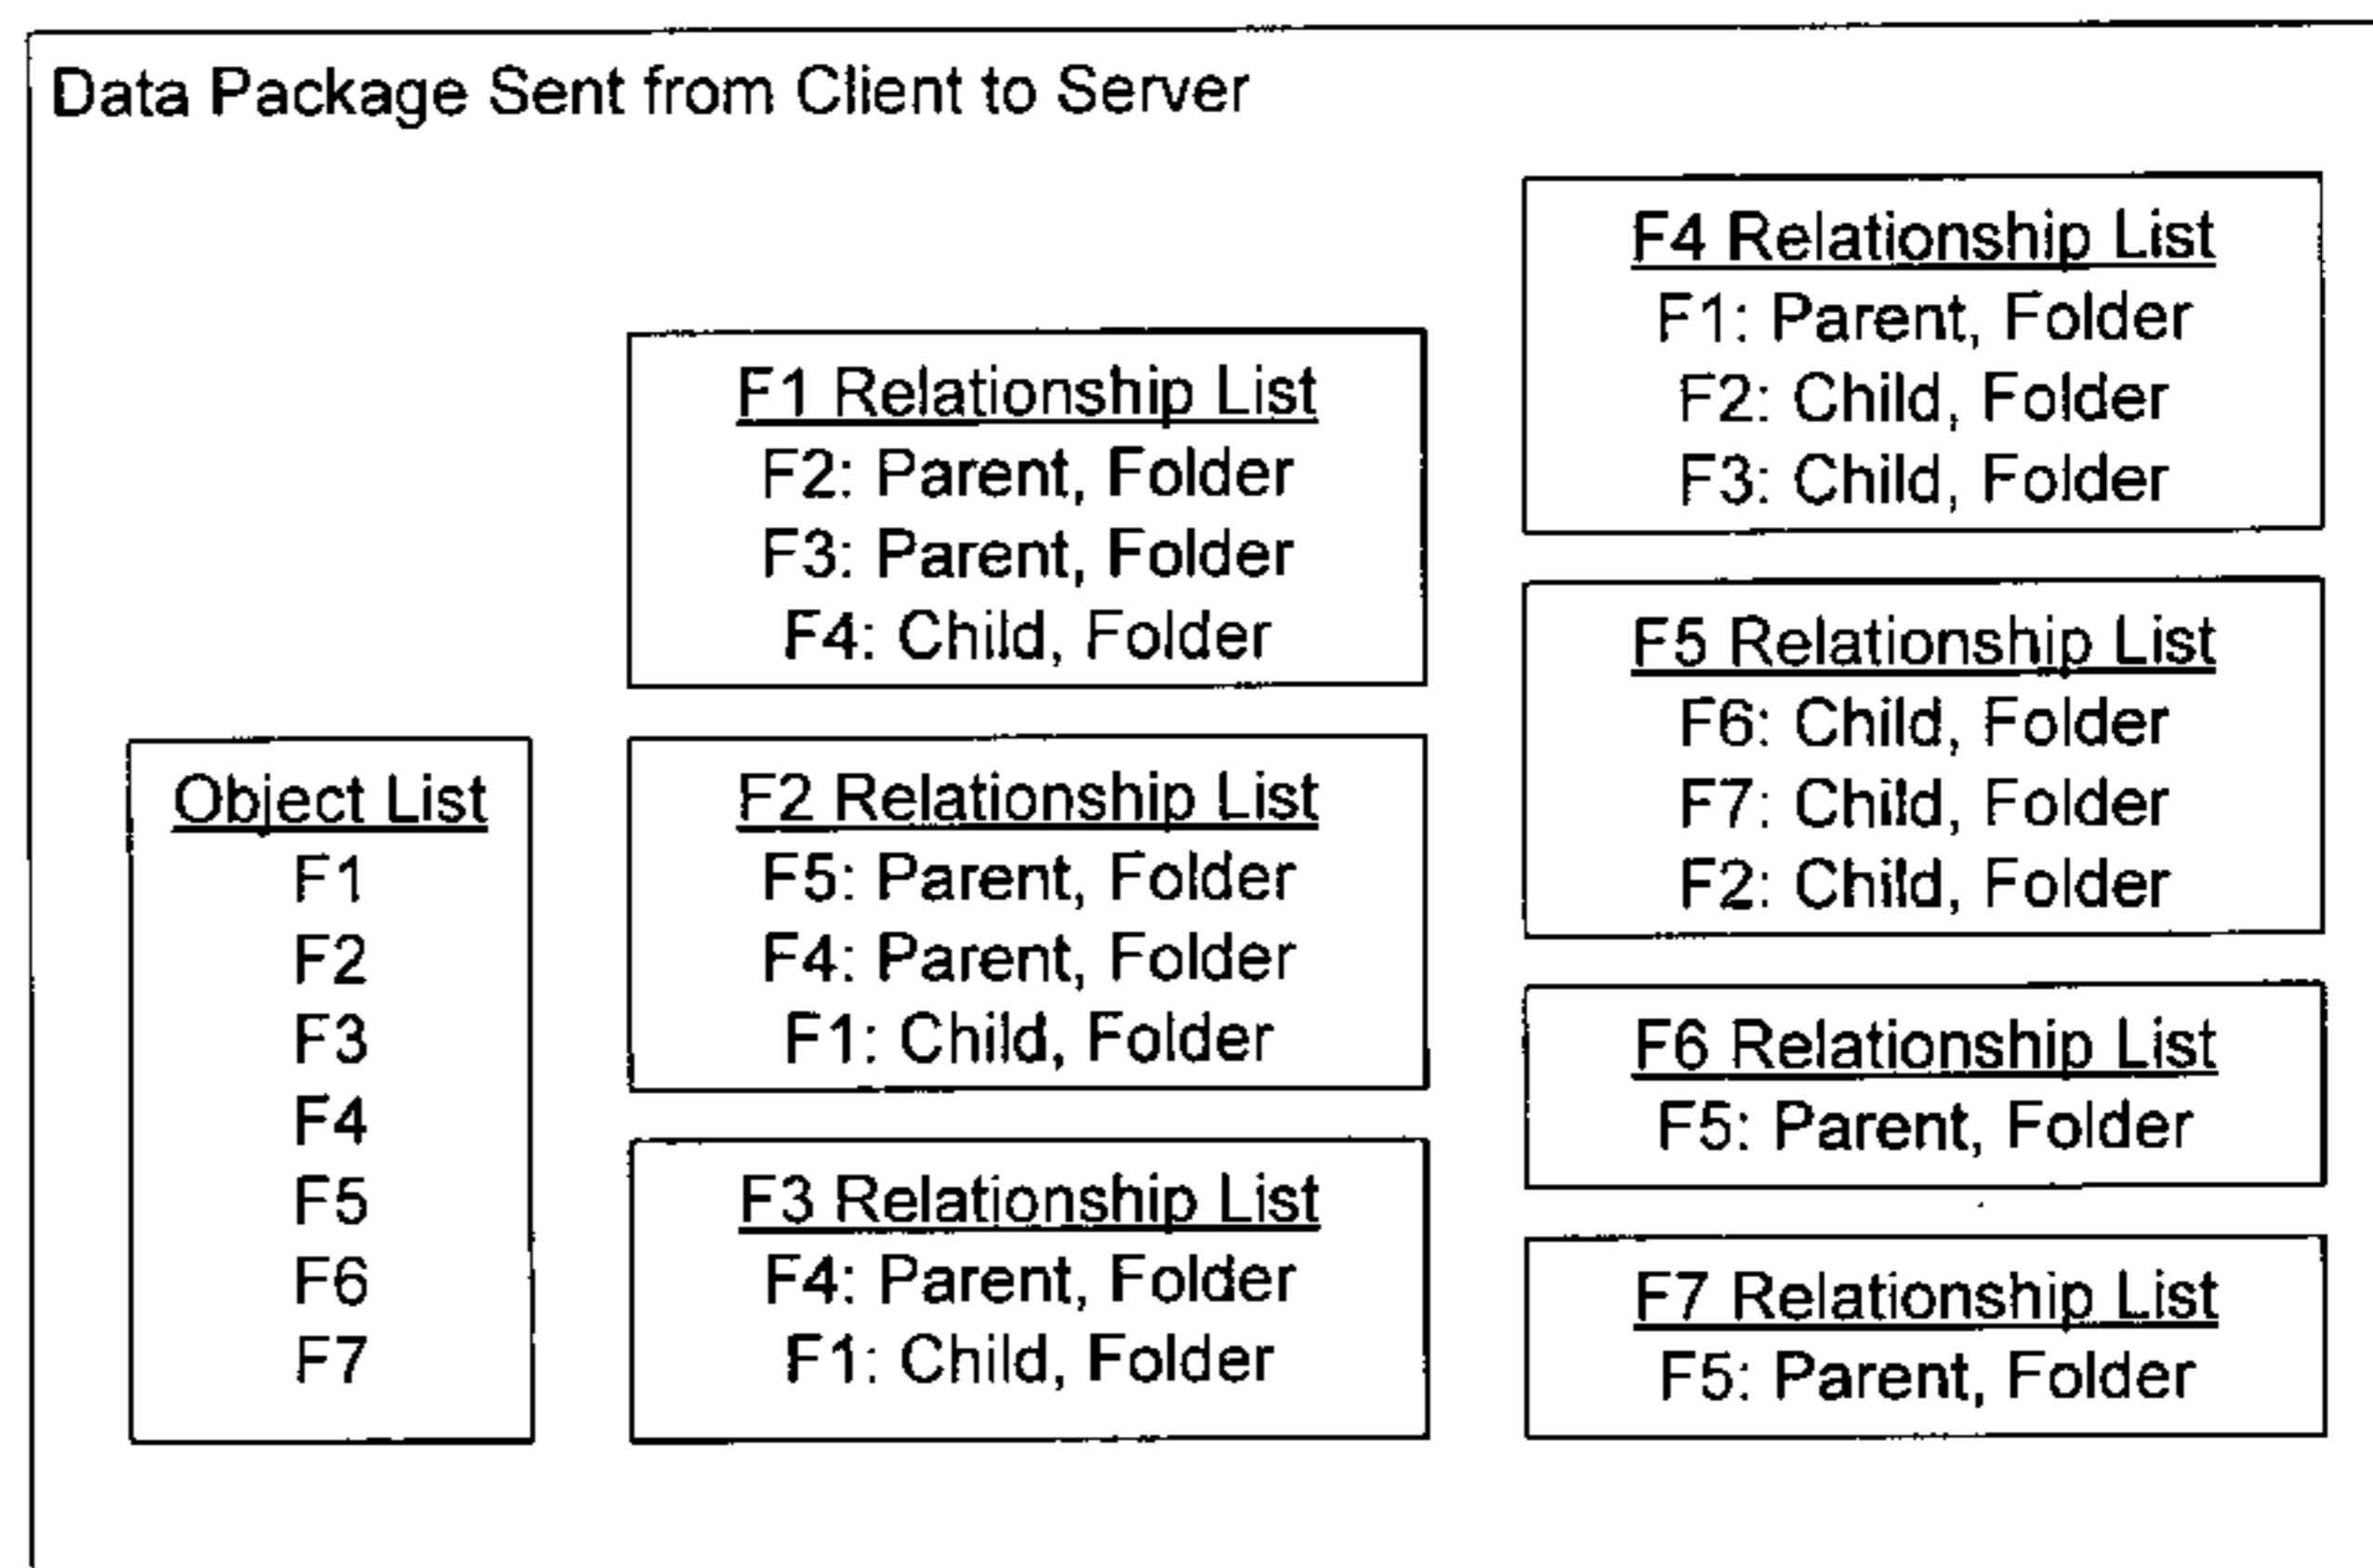 Data Package Sent from Client to Server
Object List
F1
F2
F3
F4
F5
F6
F7
F1 Relationship List
F2: Parent, Folder
F3: Parent, Folder
F4: Child, Folder
F2 Relationship List
F5: Parent, Folder
F4: Parent, Folder
F1: Child, Folder
F3 Relationship List
F4: Parent, Folder
F1: Child, Folder
F4 Relationship List
F1: Parent, Folder
F2: Child, Folder
F3: Child, Folder
F5 Relationship List
F6: Child, Folder
F7: Child, Folder
F2: Child, Folder
F6 Relationship List
F5: Parent, Folder
F7 Relationship List
F5: Parent, Folder